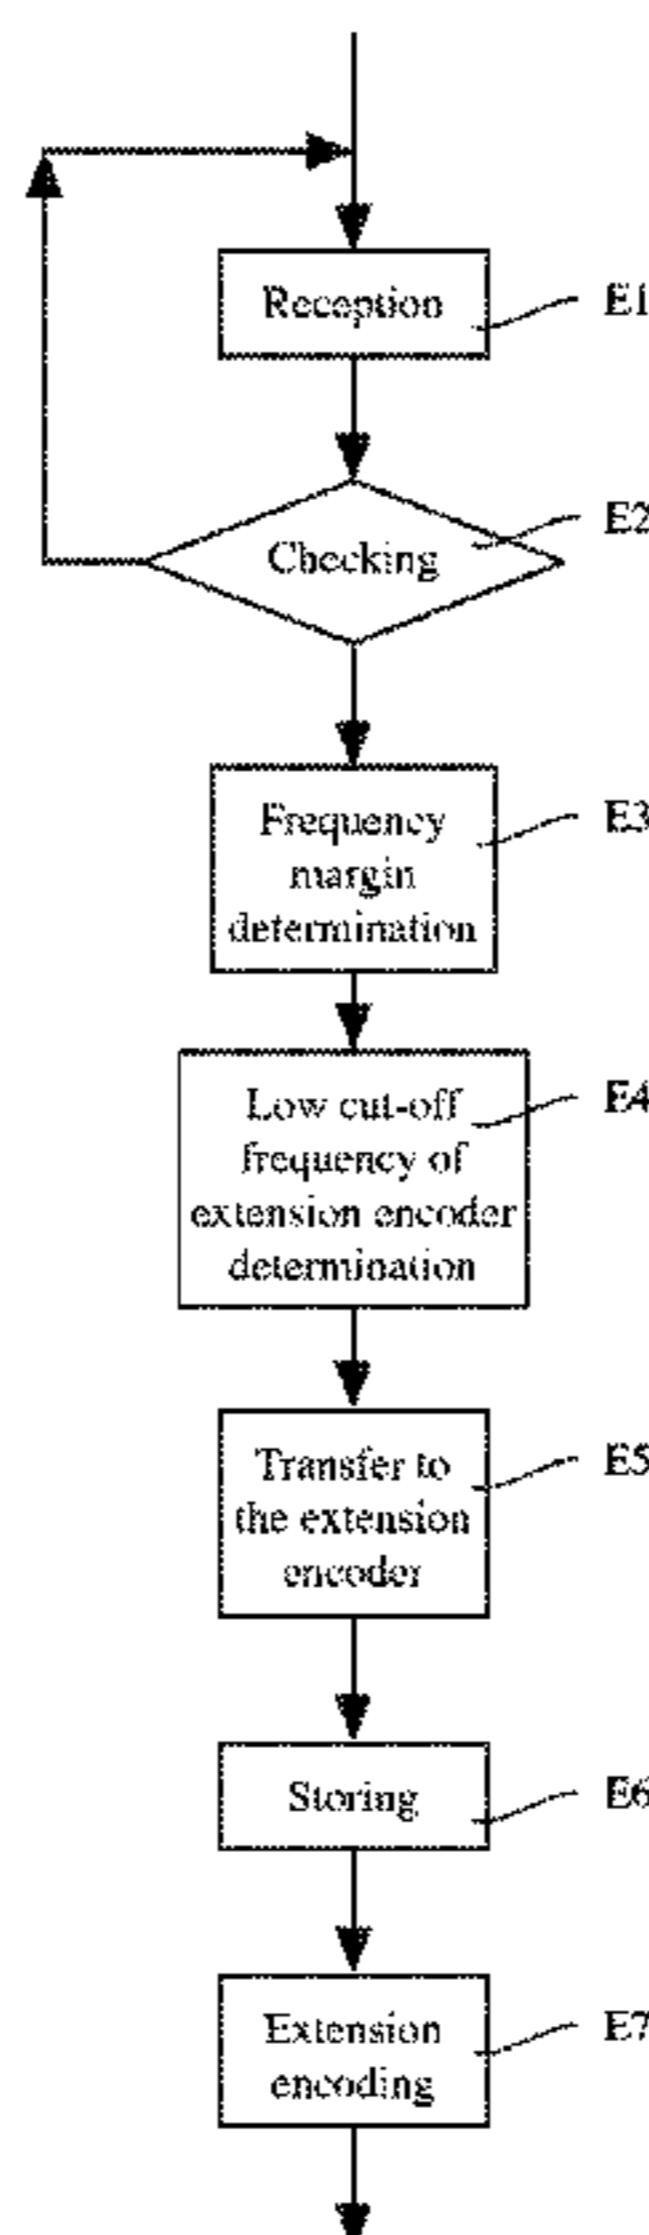 Reception
E1
Checking
E2
Frequency
margin
determination
E3
Low cut-off
frequency of
extension encoder
determination
E4
Transfer to
the extension
encoder
E5
Storing
E6
Extension
encoding
E7